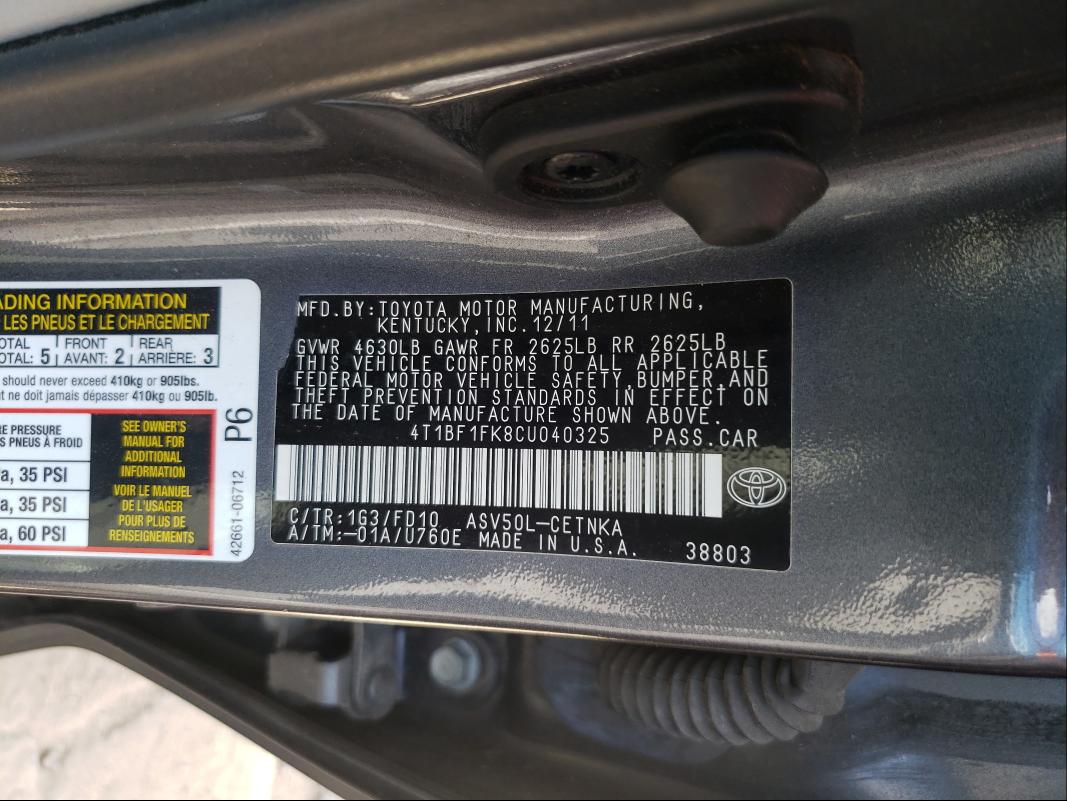 ADING INFORMATION
LES PNEUS ET LE CHARGEMENT
OTAL FRONT REAR
OTAL: 5 AVANT: 2 ARRIÈRE: 3
should never exceed 410kg or 905lbs.
t ne doit jamais dépasser 410kg ou 905lb.
RE PRESSURE
PNEUS À FROID
a, 35 PSI
a, 35 PSI
a, 60 PSI
SEE OWNER'S
MANUAL FOR
ADDITIONAL
INFORMATION
VOIR LE MANUEL
DE L'USAGER
POUR PLUS DE
RENSEIGNEMENTS
P6
42661-06712
MFD. BY: TOYOTA MOTOR MANUFACTURING,
KENTUCKY, INC. 12/11
GVWR 4630LB GAWR FR 2625LB RR 2625LB
THIS VEHICLE CONFORMS TO ALL APPLICABLE
FEDERAL MOTOR VEHICLE SAFETY, BUMPER, AND
THEFT PREVENTION STANDARDS IN EFFECT ON
THE DATE OF MANUFACTURE SHOWN ABOVE.
4T1BF1FK8CU040325 PASS. CAR
C/TR: 1G3/FD10 ASV50L-CETNKA
A/TM: -01A/U760E MADE IN U.S.A. 38803